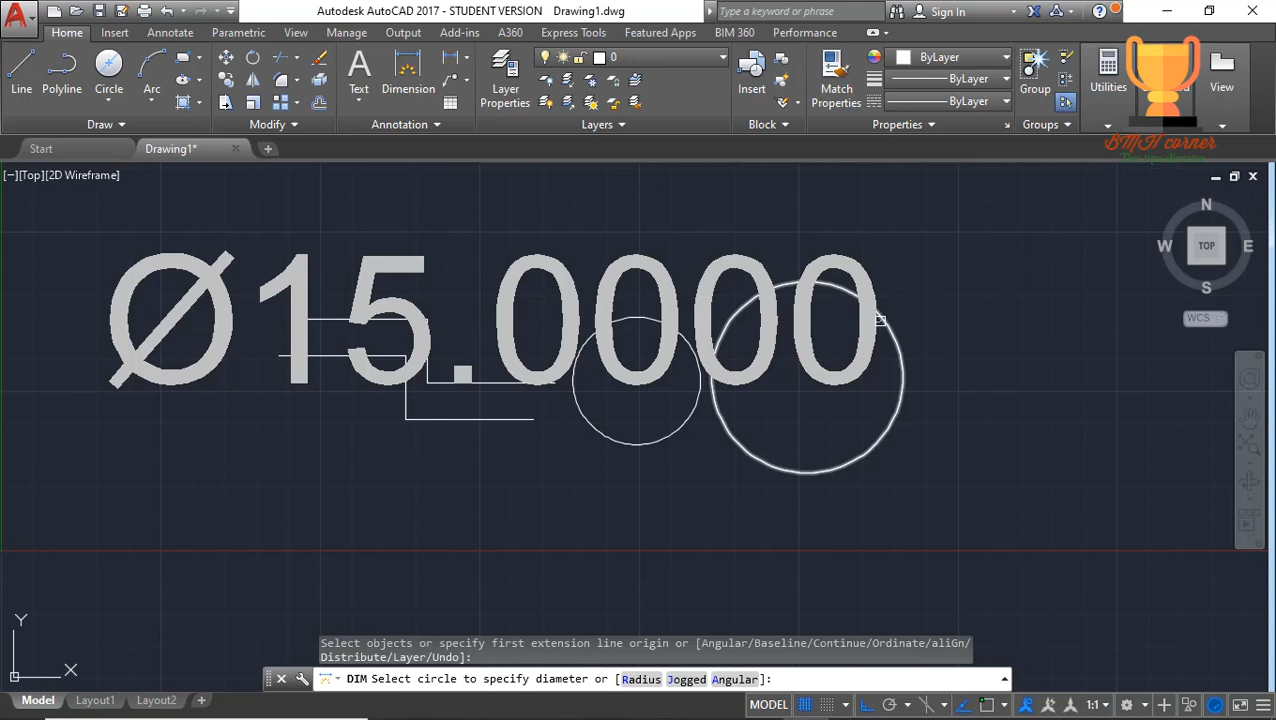 Autodesk AutoCAD 2017 - STUDENT VERSION Drawing1.dwg
Type a keyword or phrase
Sign In
Home Insert Annotate Parametric View Manage Output Add-ins A360 Express Tools Featured Apps BIM 360 Performance
Line Polyline Circle Arc
Text Dimension
Layer Properties
0
Insert
Match Properties
ByLayer
ByLayer
ByLayer
Group
Utilities
View
Draw Modify Annotation Layers Block Properties Groups
BMH corner
Start Drawing1*
[−][Top][2D Wireframe]
N
W TOP E
S
WCS
Ø15.0000
Y
X
Select objects or specify first extension line origin or [Angular/Baseline/Continue/Ordinate/aliGn/
Distribute/Layer/Undo]:
DIM Select circle to specify diameter or [Radius Jogged Angular]:
Model Layout1 Layout2 +
MODEL
1:1